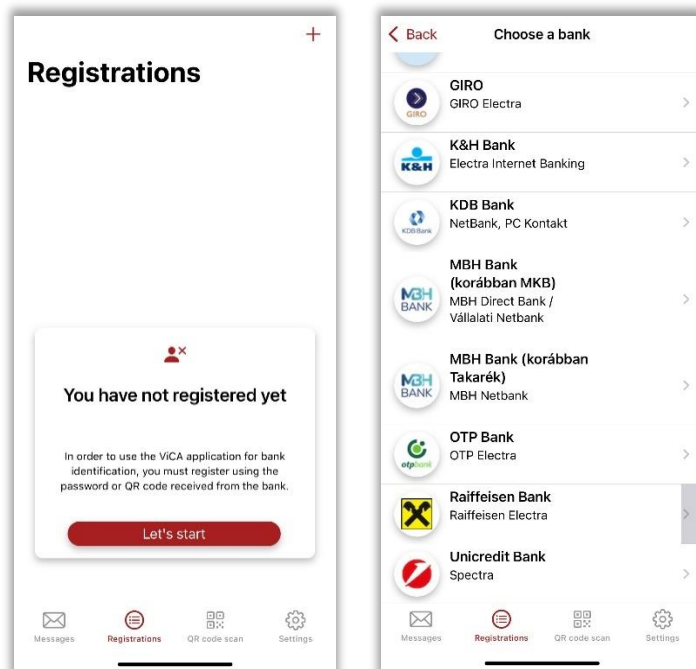 Registrations
You have not registered yet
In order to use the ViCA application for bank
identification, you must register using the
password or QR code received from the bank.
Let's start
Messages
Registrations
QR code scan
Settings
Back
Choose a bank
GIRO
GIRO
GIRO Electra
K&H
K&H Bank
Electra Internet Banking
KDB Bank
KDB Bank
NetBank, PC Kontakt
MBH
BANK
MBH Bank
(korábban MKB)
MBH Direct Bank /
Vállalati Netbank
MBH
BANK
MBH Bank (korábban
Takarék)
MBH Netbank
otpbank
OTP Bank
OTP Electra
Raiffeisen Bank
Raiffeisen Electra
Unicredit Bank
Spectra
Messages
Registrations
QR code scan
Settings